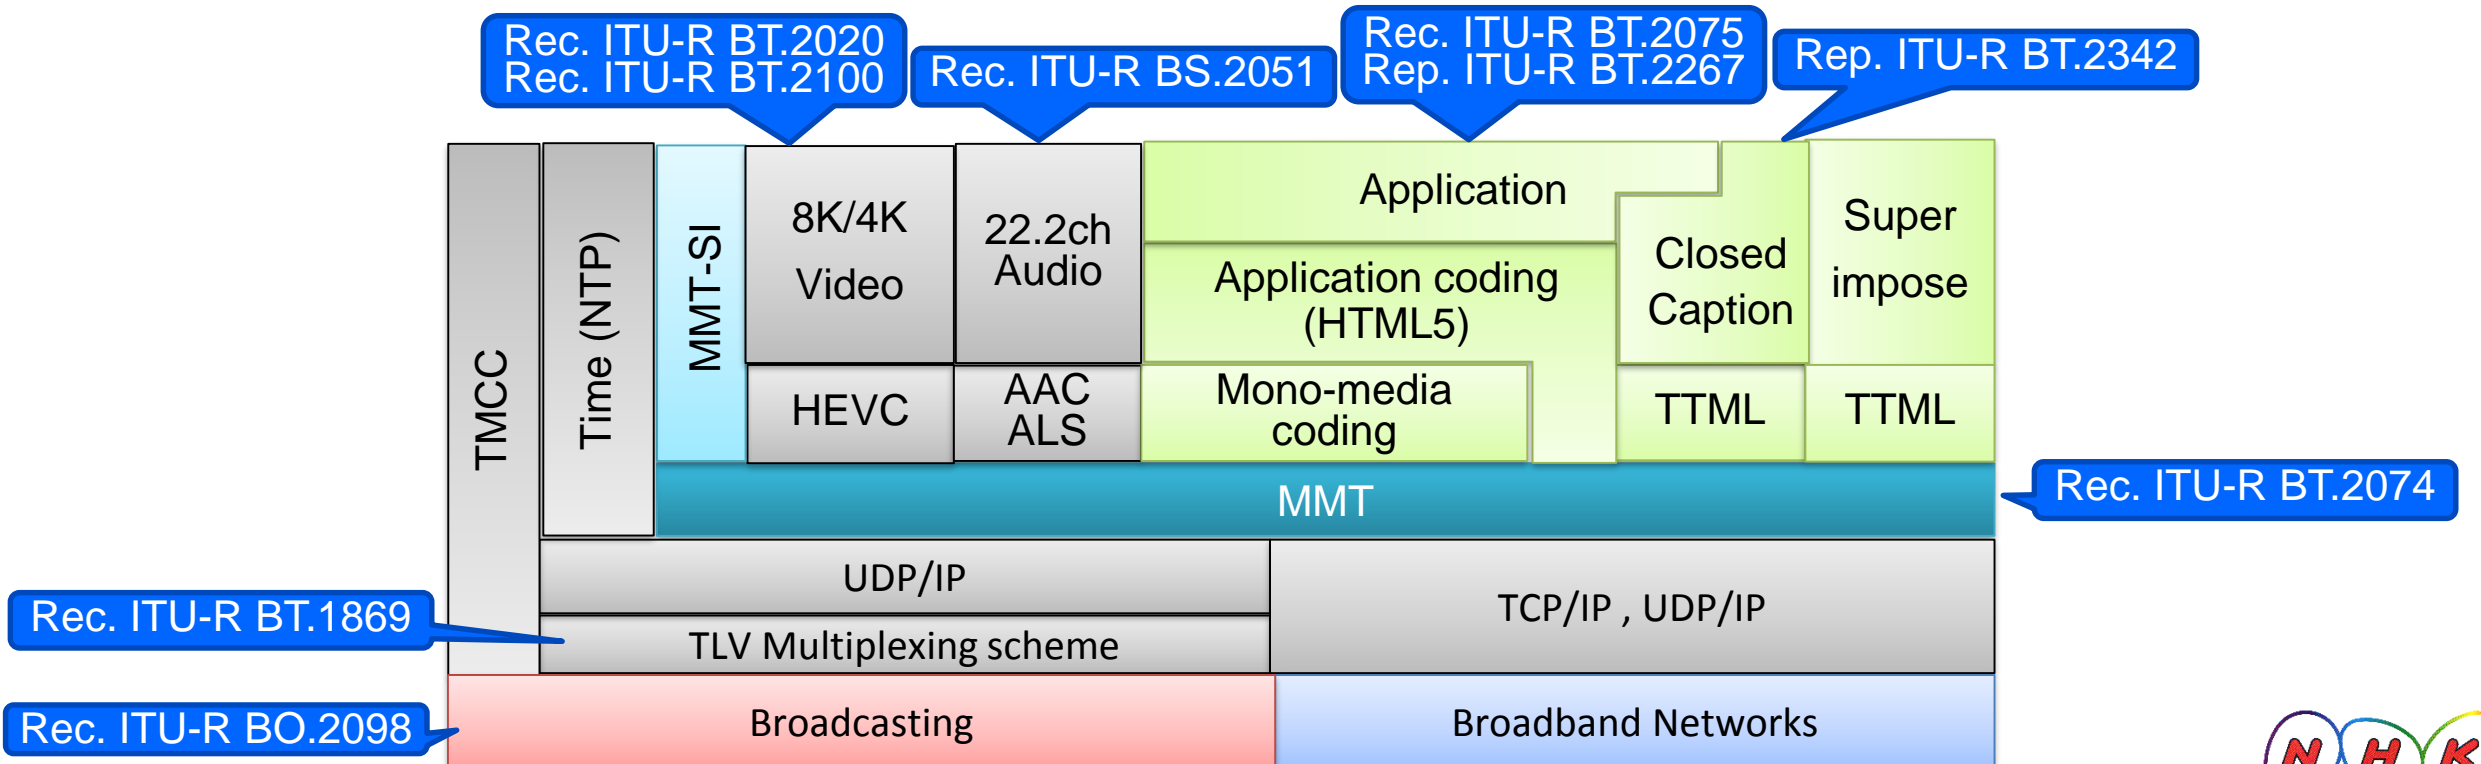 Rec. ITU-R BT.2020
Rec. ITU-R BT.2100
Rec. ITU-R BS.2051
Rec. ITU-R BT.2075
Rep. ITU-R BT.2267
Rep. ITU-R BT.2342
TMCC
Time (NTP)
MMT-SI
8K/4K
Video
22.2ch
Audio
Application
Application coding
(HTML5)
Closed
Caption
Super
impose
HEVC
AAC
ALS
Mono-media
coding
TTML
TTML
MMT
Rec. ITU-R BT.2074
UDP/IP
TCP/IP , UDP/IP
Rec. ITU-R BT.1869
TLV Multiplexing scheme
Rec. ITU-R BO.2098
Broadcasting
Broadband Networks
NHK